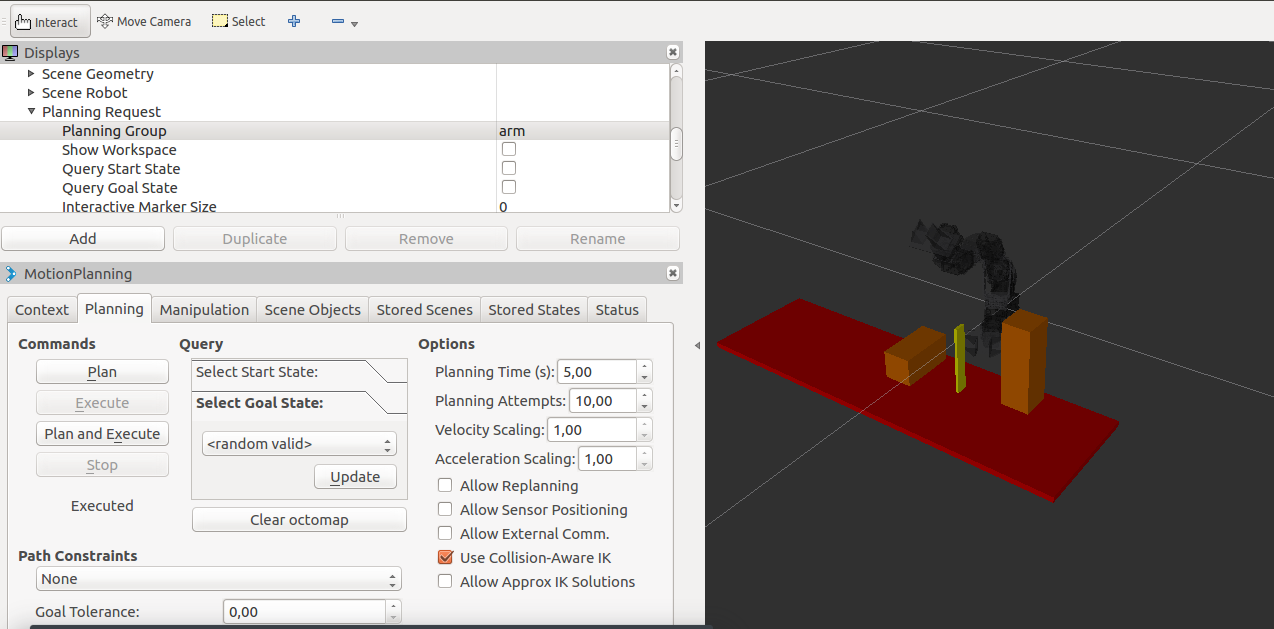 Interact Move Camera Select
Displays
Scene Geometry
Scene Robot
Planning Request
Planning Group arm
Show Workspace
Query Start State
Query Goal State
Interactive Marker Size 0
Add Duplicate Remove Rename
MotionPlanning
Context Planning Manipulation Scene Objects Stored Scenes Stored States Status
Commands
Plan
Execute
Plan and Execute
Stop
Executed
Query
Select Start State:
Select Goal State:
<random valid>
Update
Clear octomap
Options
Planning Time (s): 5,00
Planning Attempts: 10,00
Velocity Scaling: 1,00
Acceleration Scaling: 1,00
Allow Replanning
Allow Sensor Positioning
Allow External Comm.
Use Collision-Aware IK
Allow Approx IK Solutions
Path Constraints
None
Goal Tolerance: 0,00